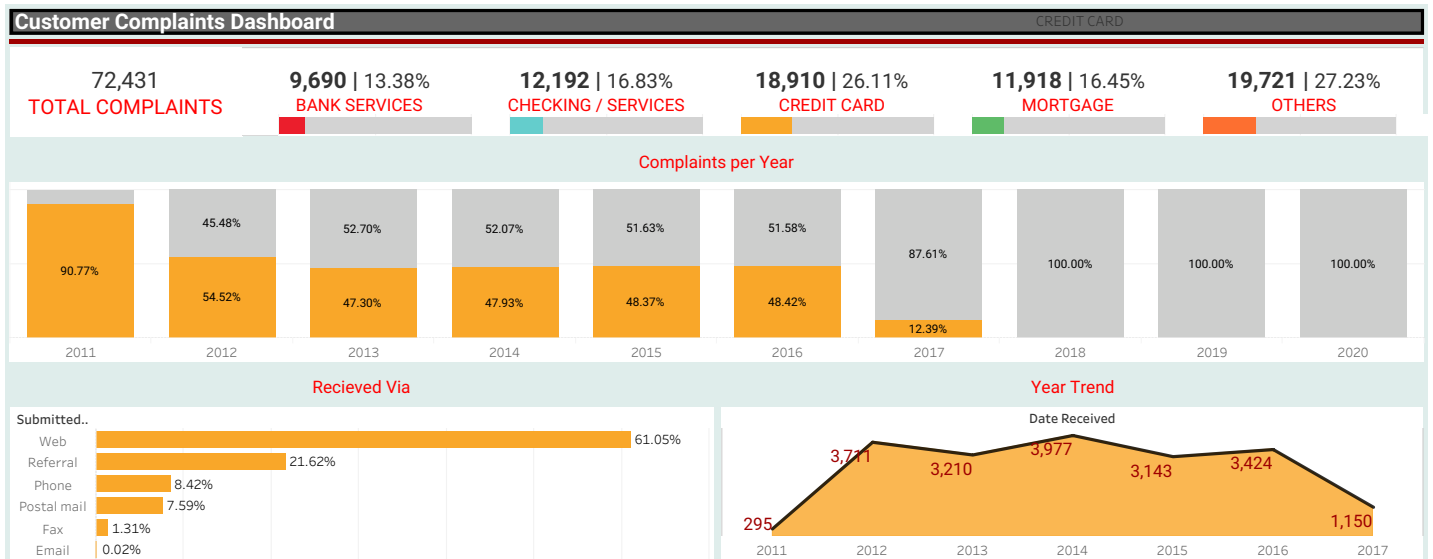 Customer Complaints Dashboard CREDIT CARD
72,431 9,690 | 13.38% 12,192 | 16.83% 18,910 | 26.11% 11,918 | 16.45% 19,721 | 27.23%
TOTAL COMPLAINTS BANK SERVICES CHECKING / SERVICES CREDIT CARD MORTGAGE OTHERS
Complaints per Year
45.48% 52.70% 52.07% 51.63% 51.58% 87.61% 100.00% 100.00% 100.00%
90.77% 54.52% 47.30% 47.93% 48.37% 48.42% 12.39%
2011 2012 2013 2014 2015 2016 2017 2018 2019 2020
Recieved Via
Submitted..
Web 61.05%
Referral 21.62%
Phone 8.42%
Postal mail 7.59%
Fax 1.31%
Email 0.02%
Year Trend
Date Received
295 3,711 3,210 3,977 3,143 3,424 1,150
2011 2012 2013 2014 2015 2016 2017